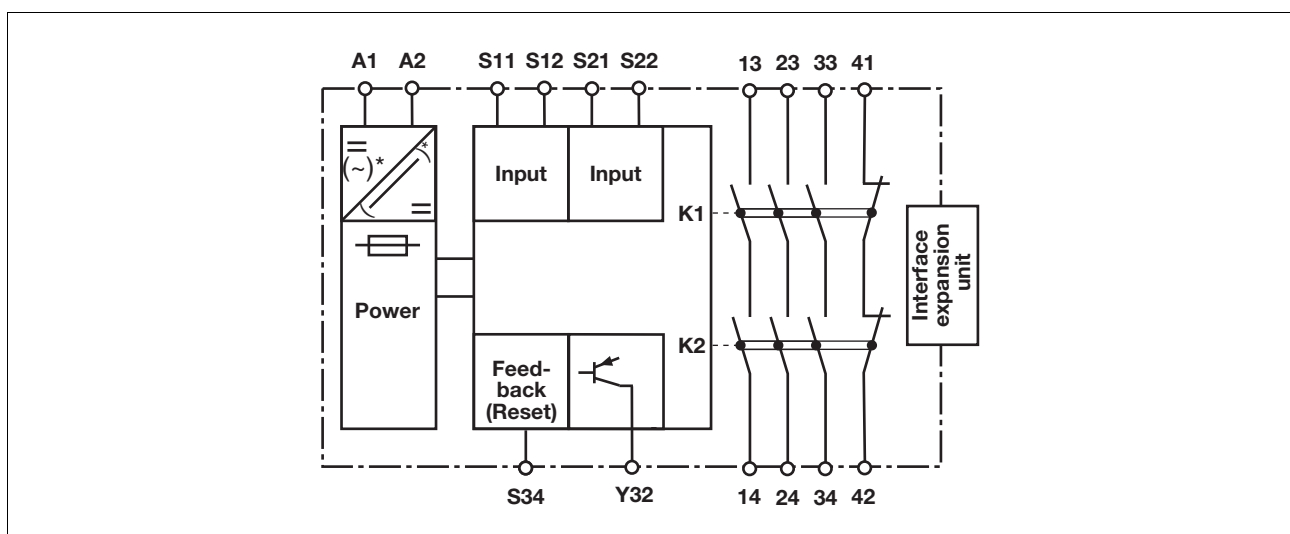 A1 A2 S11 S12 S21 S22 13 23 33 41
(~)* *
Input Input
K1
Interface
expansion
unit
Power
K2
Feed-
back
(Reset)
S34 Y32 14 24 34 42